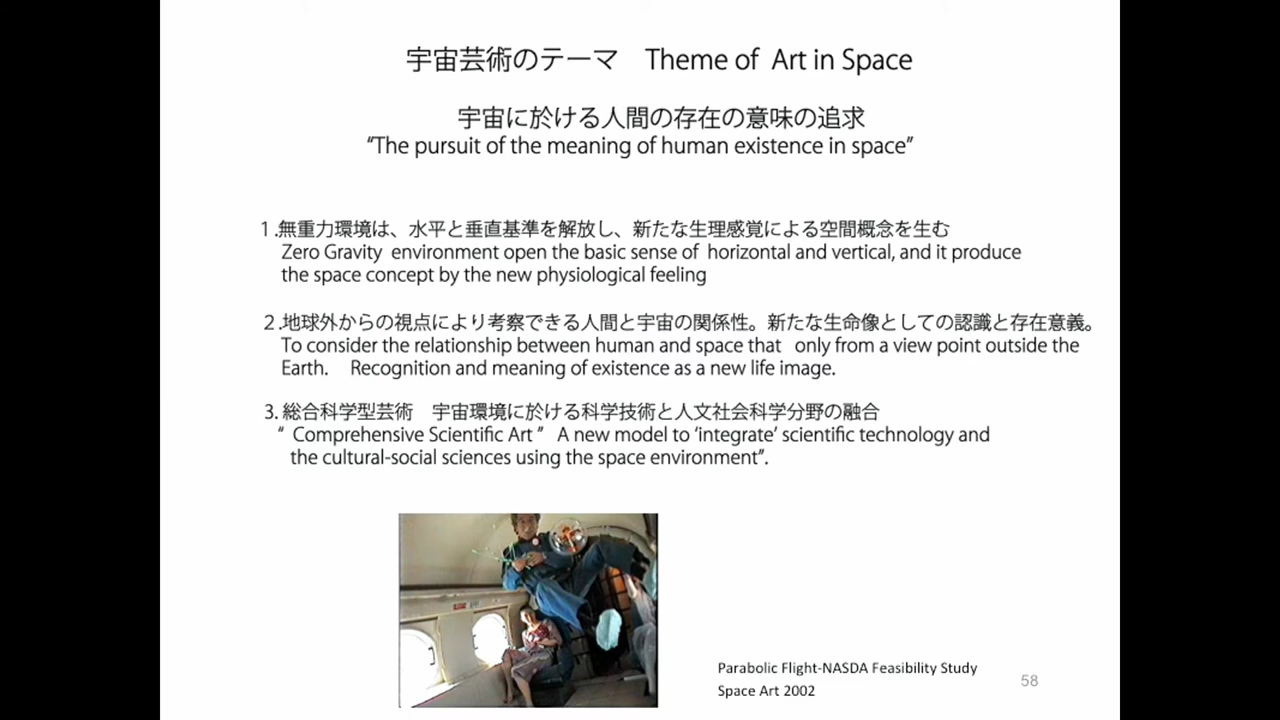 宇宙芸術のテーマ　Theme of Art in Space
宇宙に於ける人間の存在の意味の追求
“The pursuit of the meaning of human existence in space”
1.無重力環境は、水平と垂直基準を解放し、新たな生理感覚による空間概念を生む
Zero Gravity environment open the basic sense of horizontal and vertical, and it produce
the space concept by the new physiological feeling
2.地球外からの視点により考察できる人間と宇宙の関係性。新たな生命像としての認識と存在意義。
To consider the relationship between human and space that only from a view point outside the
Earth. Recognition and meaning of existence as a new life image.
3. 総合科学型芸術　宇宙環境に於ける科学技術と人文社会科学分野の融合
“ Comprehensive Scientific Art ” A new model to ‘integrate’ scientific technology and
the cultural-social sciences using the space environment”.
Parabolic Flight-NASDA Feasibility Study
Space Art 2002
58